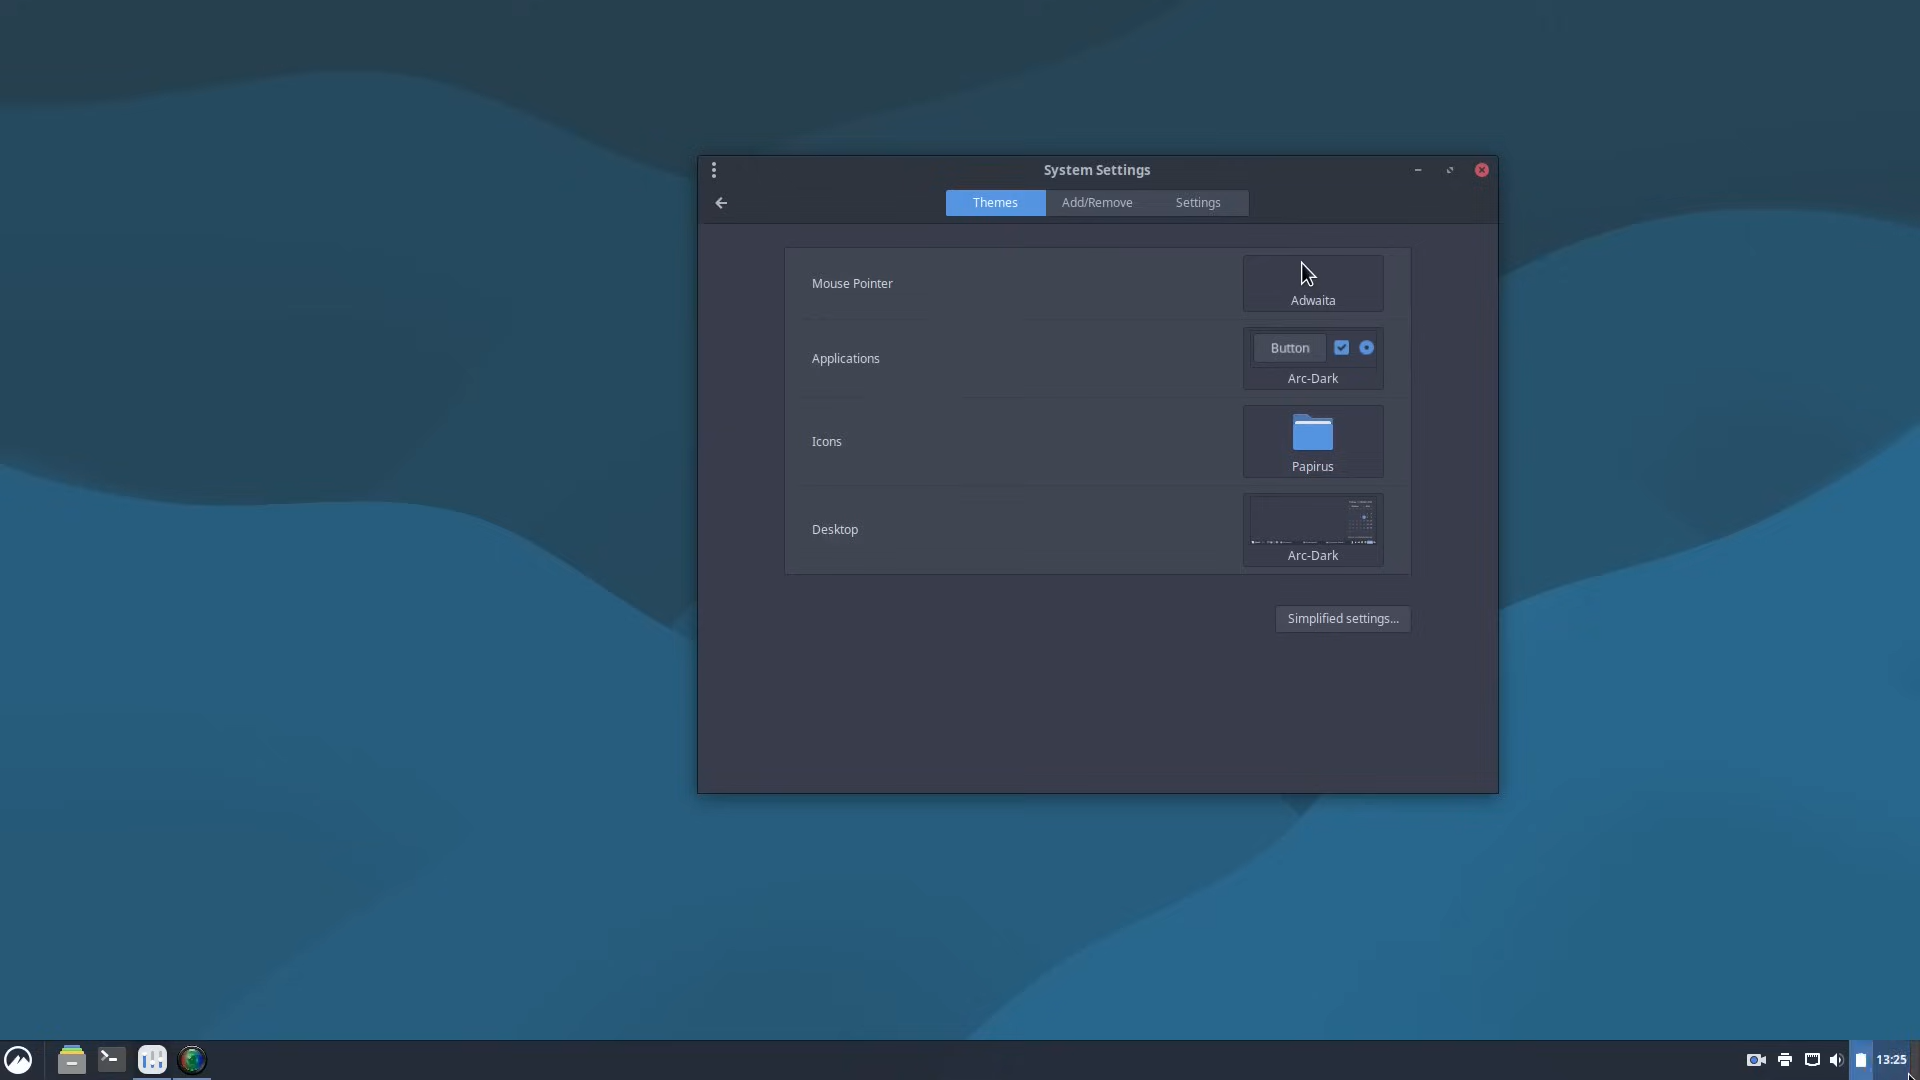 System Settings
Themes
Add/Remove
Settings
Mouse Pointer
Adwaita
Applications
Button
Arc-Dark
Icons
Papirus
Desktop
Arc-Dark
Simplified settings...
13:25